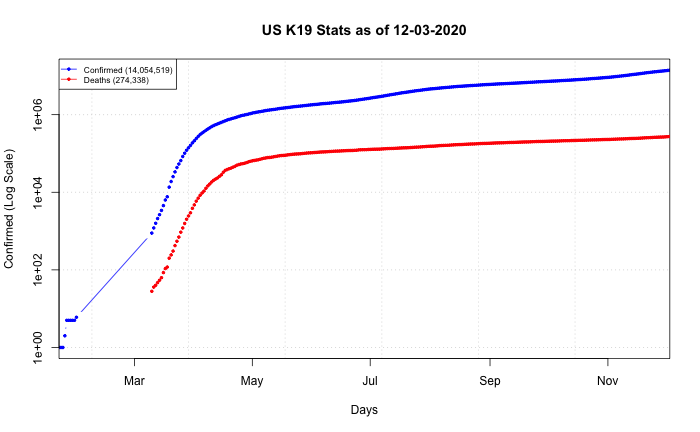 US K19 Stats as of 12-03-2020
Confirmed (14,054,519)
Deaths (274,338)
Confirmed (Log Scale)
1e+06
1e+04
1e+02
1e+00
Mar May Jul Sep Nov
Days